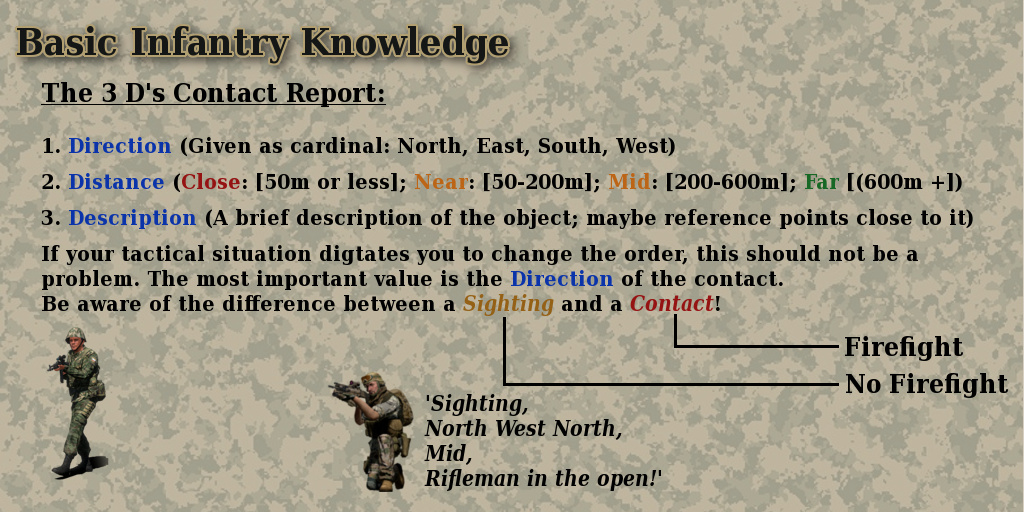 Basic Infantry Knowledge
The 3 D's Contact Report:
1. Direction (Given as cardinal: North, East, South, West)
2. Distance (Close: [50m or less]; Near: [50-200m]; Mid: [200-600m]; Far [(600m +])
3. Description (A brief description of the object; maybe reference points close to it)
If your tactical situation digtates you to change the order, this should not be a
problem. The most important value is the Direction of the contact.
Be aware of the difference between a Sighting and a Contact!
Firefight
No Firefight
'Sighting,
North West North,
Mid,
Rifleman in the open!'